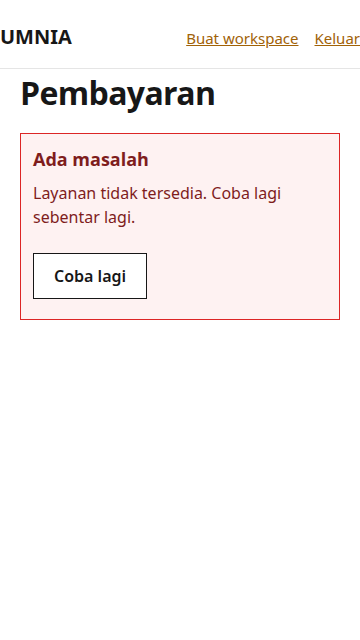 UMNIA
Buat workspace
Keluar
Pembayaran
Ada masalah
Layanan tidak tersedia. Coba lagi
sebentar lagi.
Coba lagi